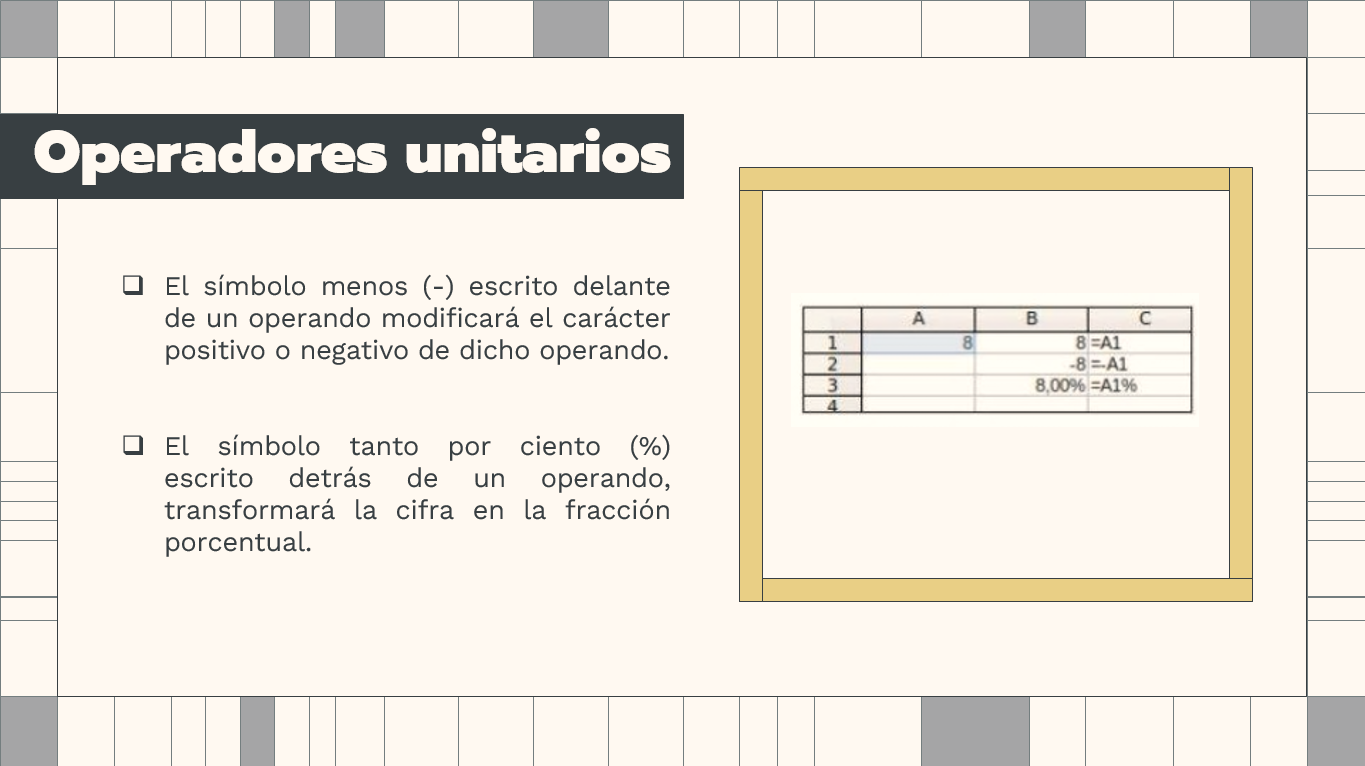 Operadores unitarios
❑ El símbolo menos (-) escrito delante
de un operando modificará el carácter
positivo o negativo de dicho operando.
❑ El símbolo tanto por ciento (%)
escrito detrás de un operando,
transformará la cifra en la fracción
porcentual.
A B C
1 8 8 =A1
2 -8 =-A1
3 8,00% =A1%
4